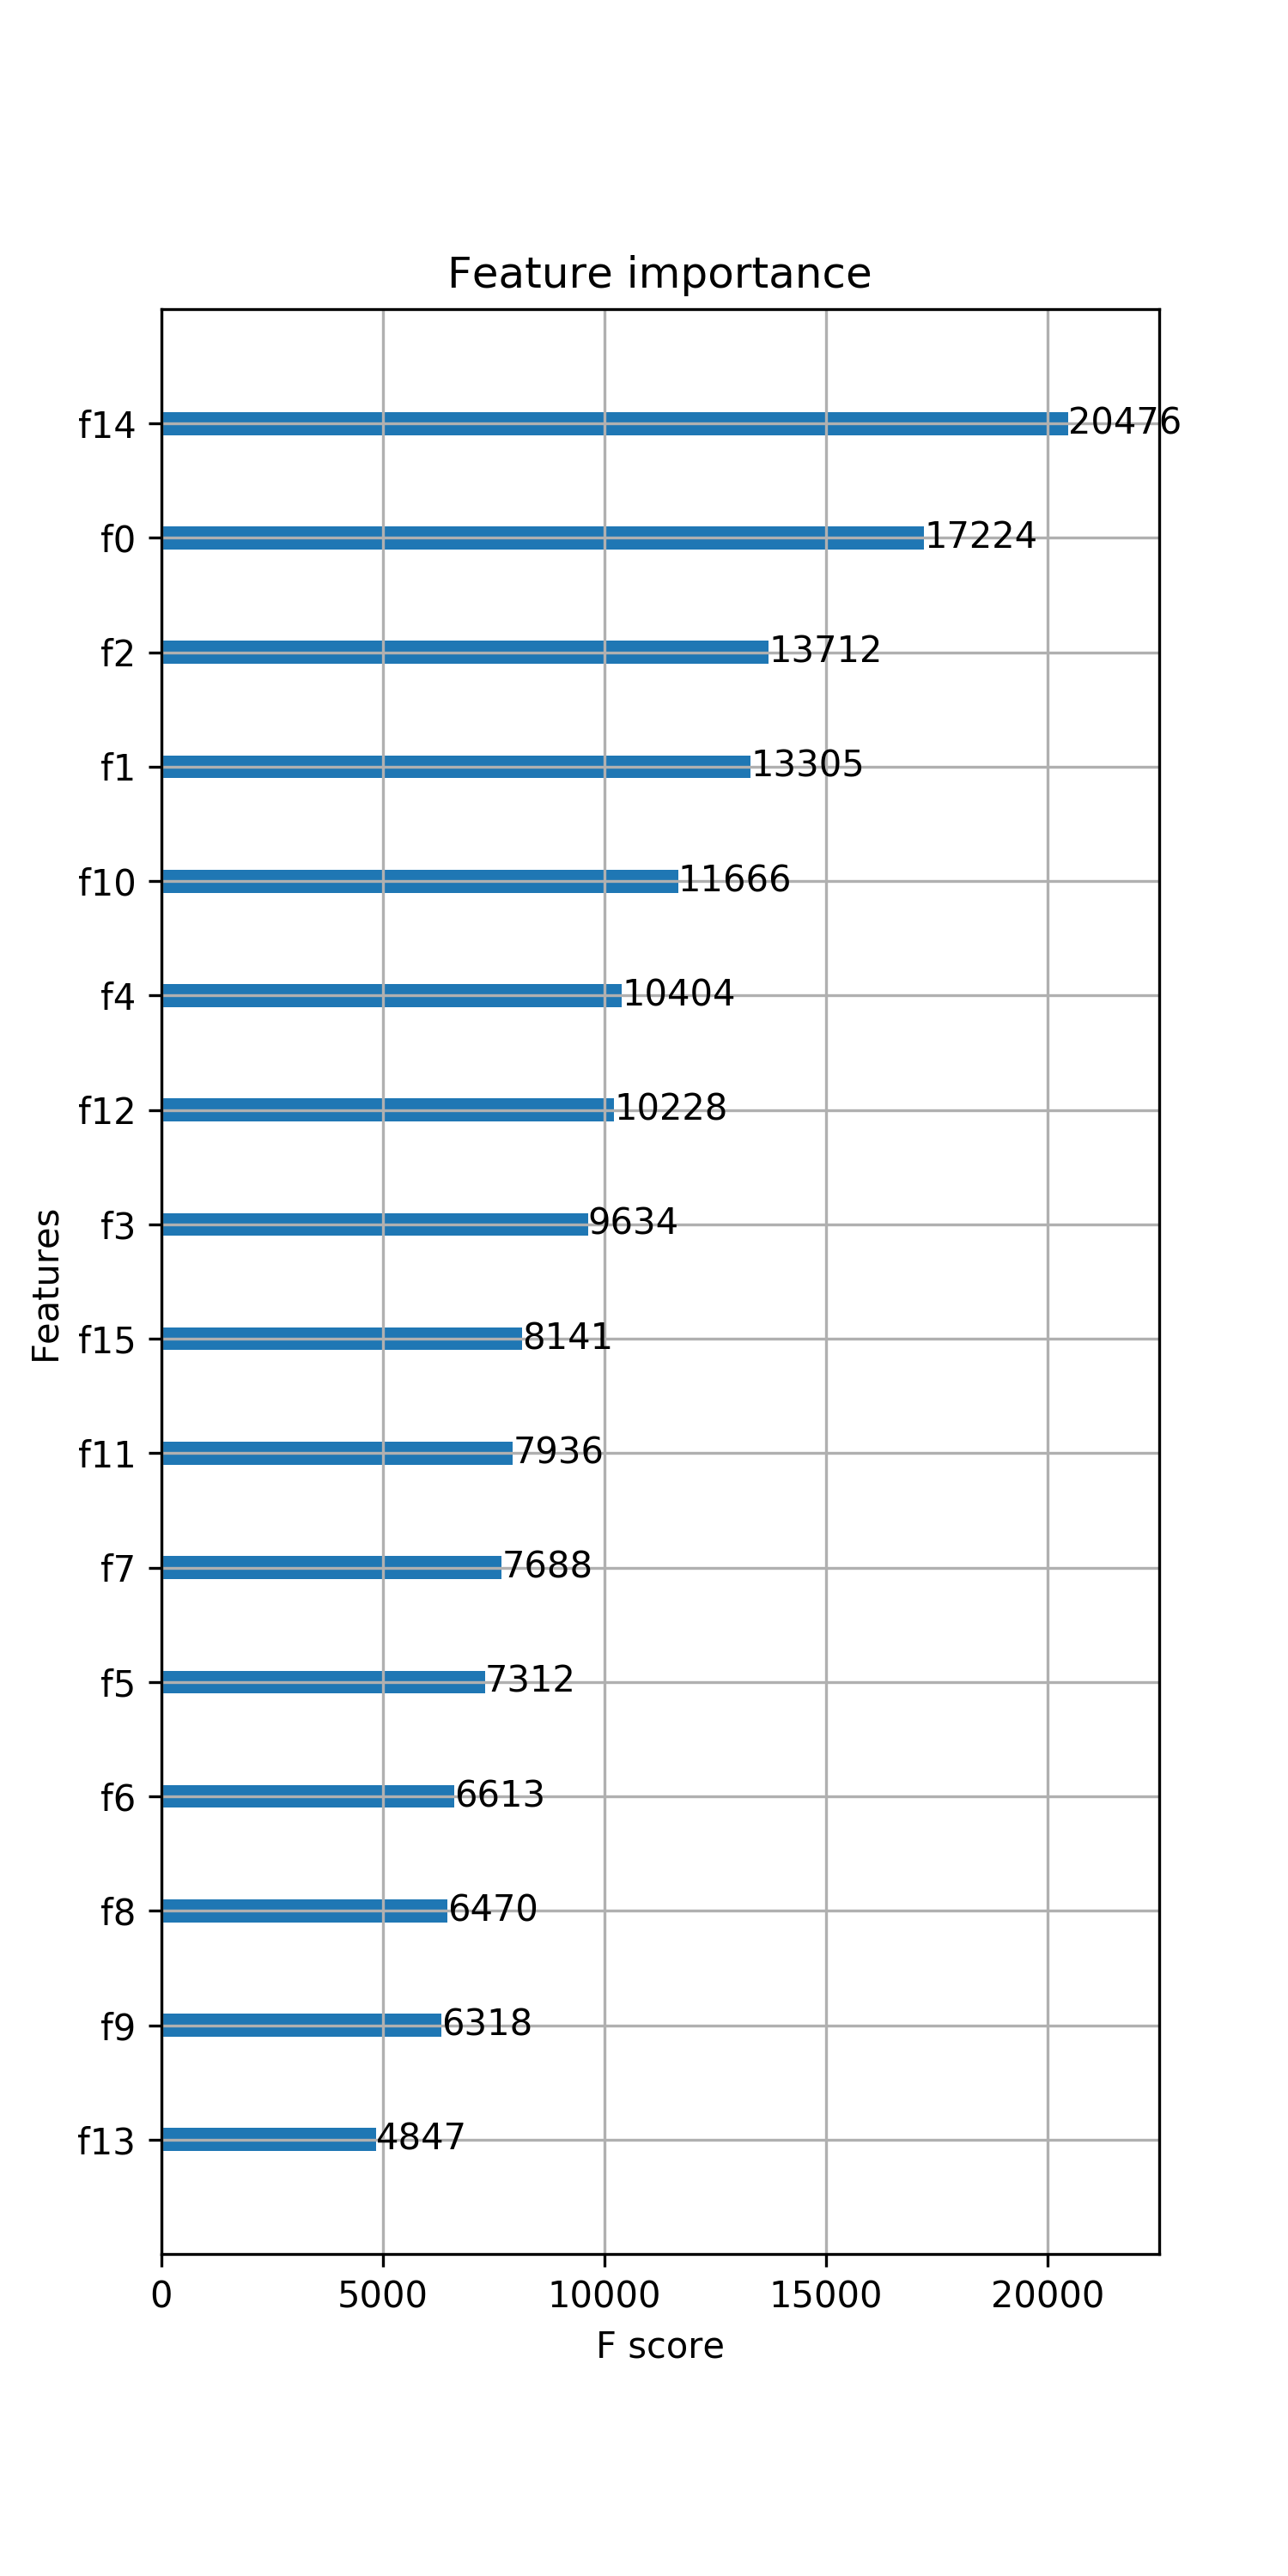 Feature importance
f14 20476
f0 17224
f2 13712
f1 13305
f10 11666
f4 10404
f12 10228
f3 9634
f15 8141
f11 7936
f7 7688
f5 7312
f6 6613
f8 6470
f9 6318
f13 4847
Features
0 5000 10000 15000 20000
F score